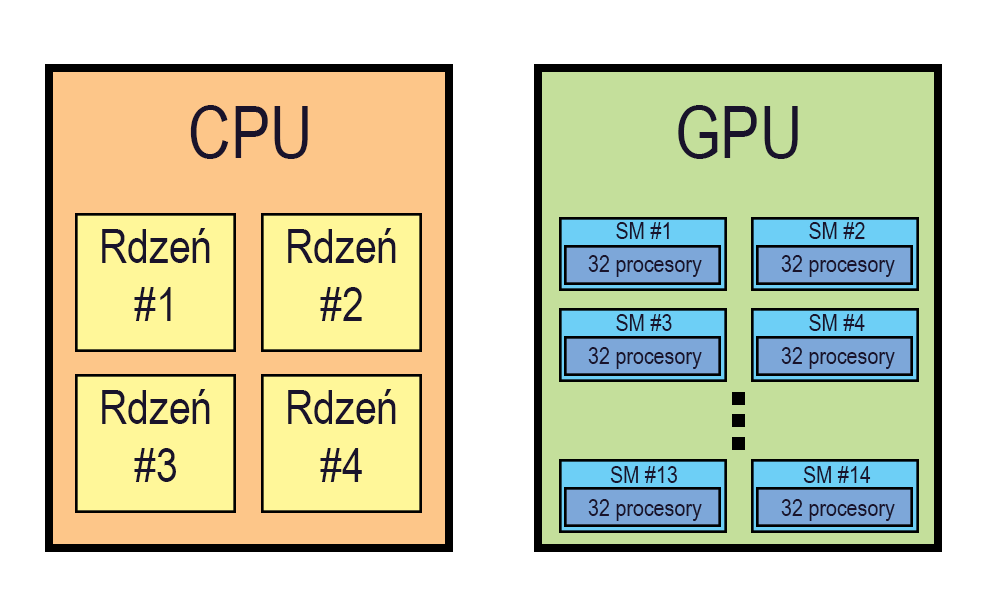 CPU
Rdzeń
#1
Rdzeń
#2
Rdzeń
#3
Rdzeń
#4
GPU
SM #1
32 procesory
SM #2
32 procesory
SM #3
32 procesory
SM #4
32 procesory
SM #13
32 procesory
SM #14
32 procesory